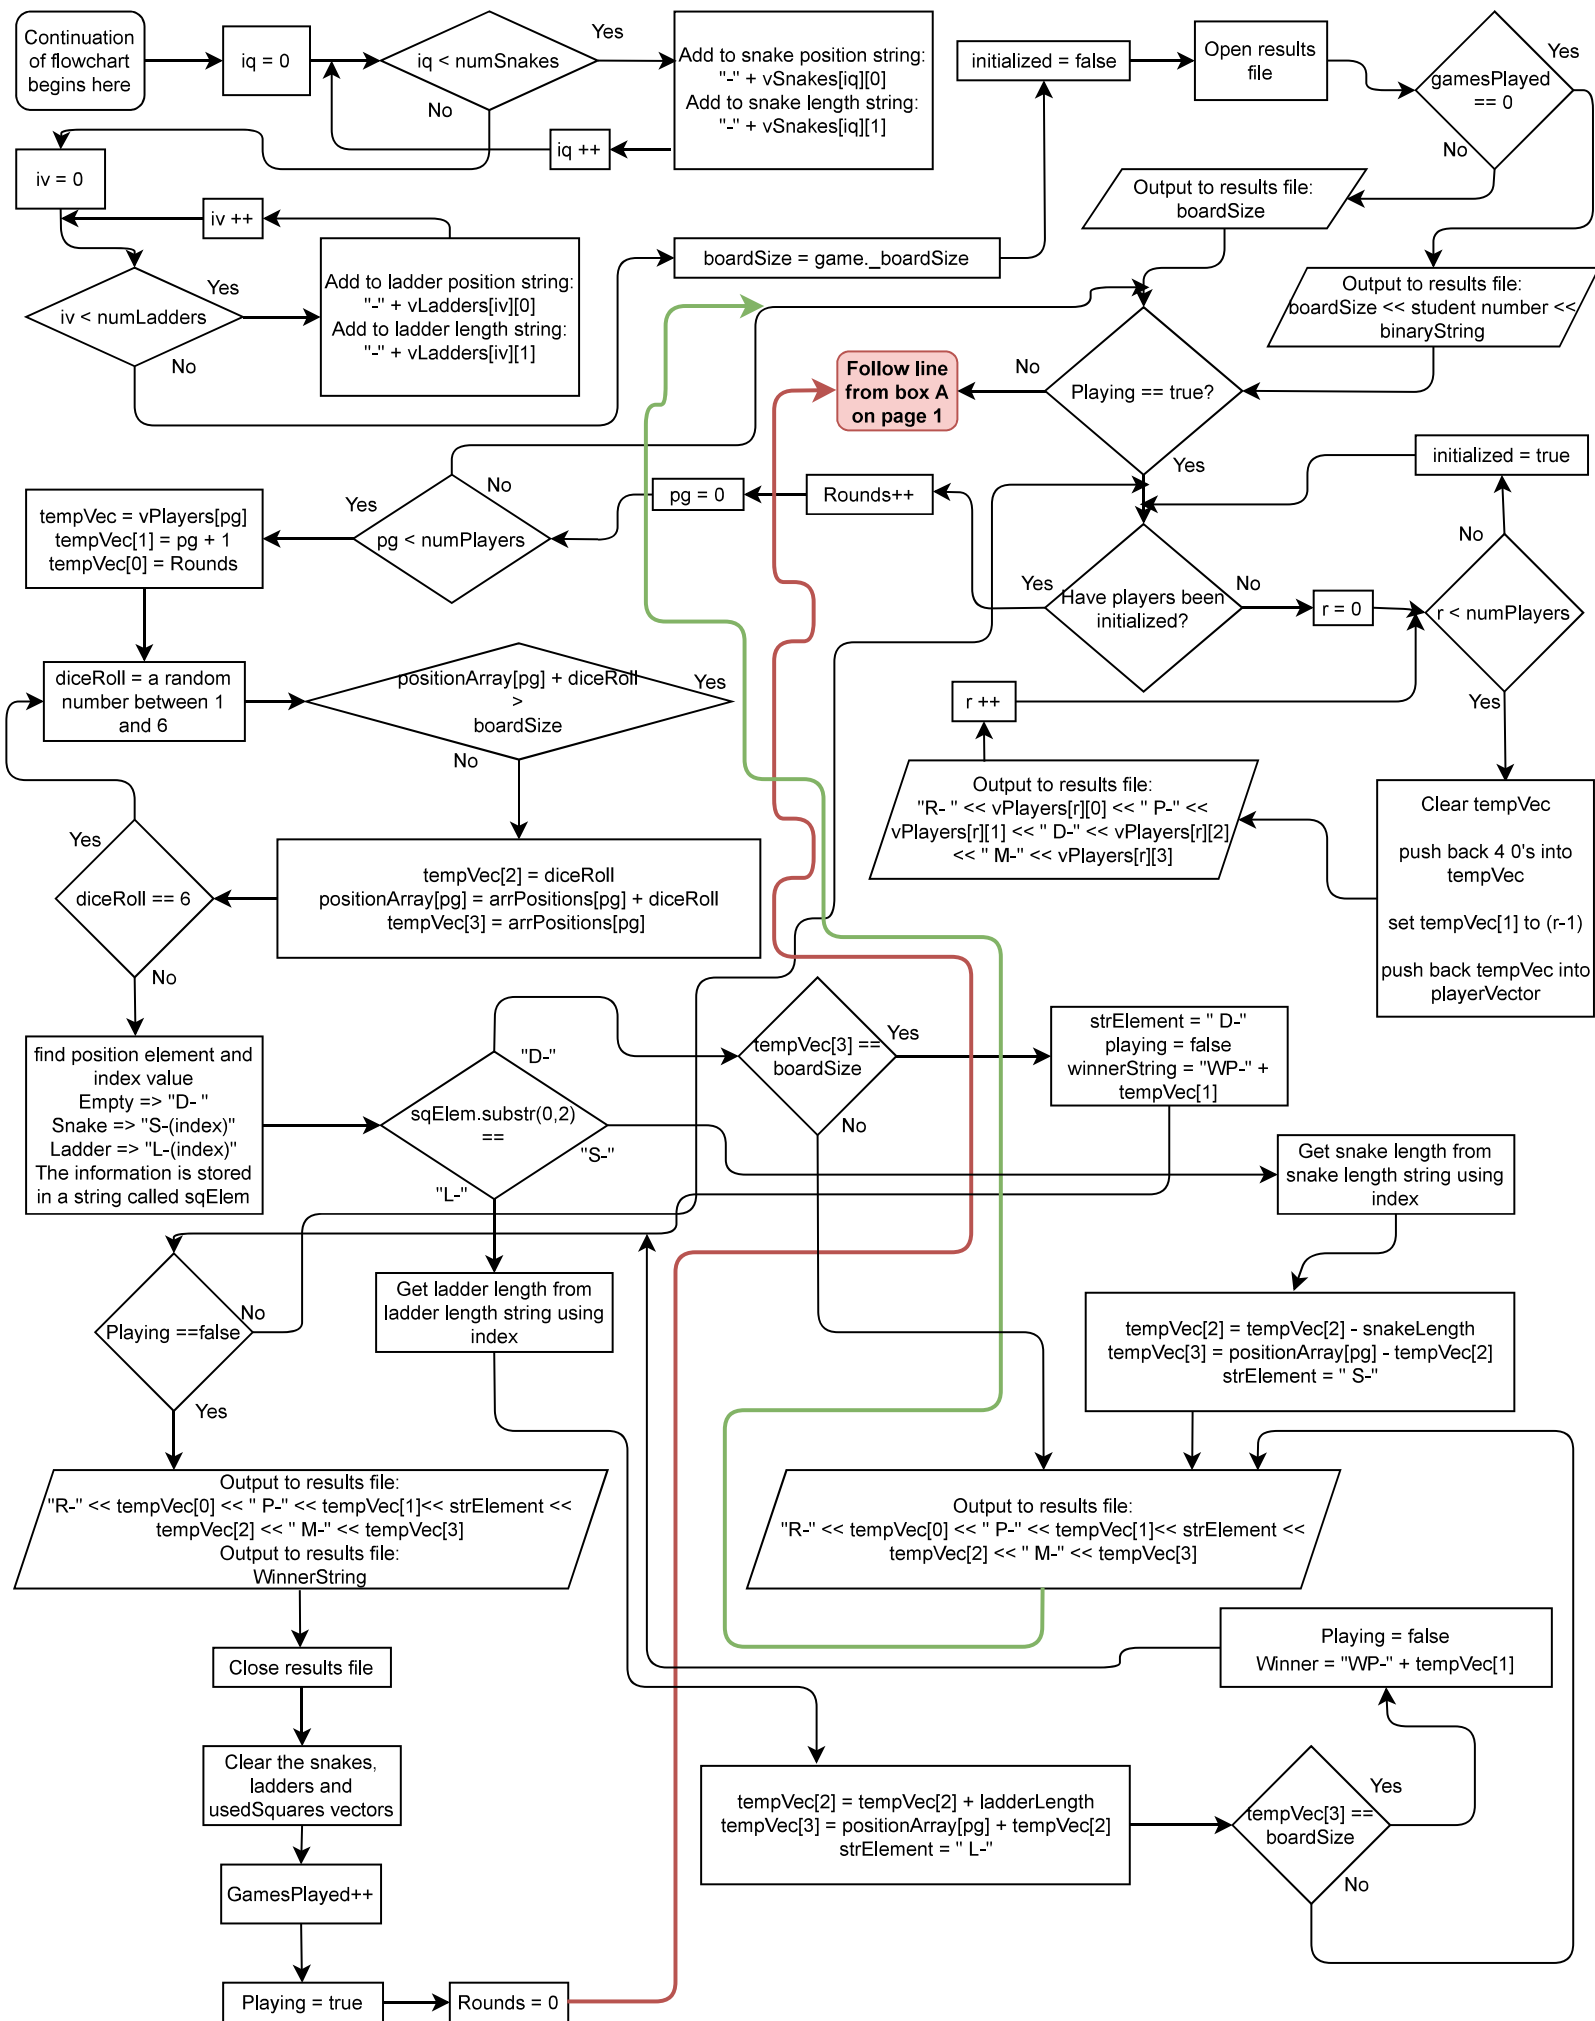 Continuation
of flowchart
begins here
iq = 0
iq < numSnakes
Yes
No
Add to snake position string:
"-" + vSnakes[iq][0]
Add to snake length string:
"-" + vSnakes[iq][1]
iq ++
initialized = false
Open results
file
gamesPlayed
== 0
Yes
No
Output to results file:
boardSize
Output to results file:
boardSize << student number <<
binaryString
iv = 0
iv ++
iv < numLadders
Yes
No
Add to ladder position string:
"-" + vLadders[iv][0]
Add to ladder length string:
"-" + vLadders[iv][1]
boardSize = game._boardSize
Follow line
from box A
on page 1
No
Playing == true?
Yes
initialized = true
Rounds++
pg = 0
pg < numPlayers
Yes
No
tempVec = vPlayers[pg]
tempVec[1] = pg + 1
tempVec[0] = Rounds
Have players been
initialized?
Yes
No
r = 0
r < numPlayers
No
Yes
r ++
Output to results file:
"R- " << vPlayers[r][0] << " P-" <<
vPlayers[r][1] << " D-" << vPlayers[r][2]
<< " M-" << vPlayers[r][3]
Clear tempVec
push back 4 0's into
tempVec
set tempVec[1] to (r-1)
push back tempVec into
playerVector
diceRoll = a random
number between 1
and 6
positionArray[pg] + diceRoll
>
boardSize
Yes
No
tempVec[2] = diceRoll
positionArray[pg] = arrPositions[pg] + diceRoll
tempVec[3] = arrPositions[pg]
Yes
diceRoll == 6
No
find position element and
index value
Empty => "D- "
Snake => "S-(index)"
Ladder => "L-(index)"
The information is stored
in a string called sqElem
sqElem.substr(0,2)
==
"D-"
"S-"
"L-"
tempVec[3] ==
boardSize
Yes
No
strElement = " D-"
playing = false
winnerString = "WP-" +
tempVec[1]
Get snake length from
snake length string using
index
Get ladder length from
ladder length string using
index
Playing ==false
No
Yes
tempVec[2] = tempVec[2] - snakeLength
tempVec[3] = positionArray[pg] - tempVec[2]
strElement = " S-"
Output to results file:
"R-" << tempVec[0] << " P-" << tempVec[1]<< strElement <<
tempVec[2] << " M-" << tempVec[3]
Output to results file:
WinnerString
Output to results file:
"R-" << tempVec[0] << " P-" << tempVec[1]<< strElement <<
tempVec[2] << " M-" << tempVec[3]
Close results file
Playing = false
Winner = "WP-" + tempVec[1]
Clear the snakes,
ladders and
usedSquares vectors
tempVec[2] = tempVec[2] + ladderLength
tempVec[3] = positionArray[pg] + tempVec[2]
strElement = " L-"
tempVec[3] ==
boardSize
Yes
No
GamesPlayed++
Playing = true
Rounds = 0